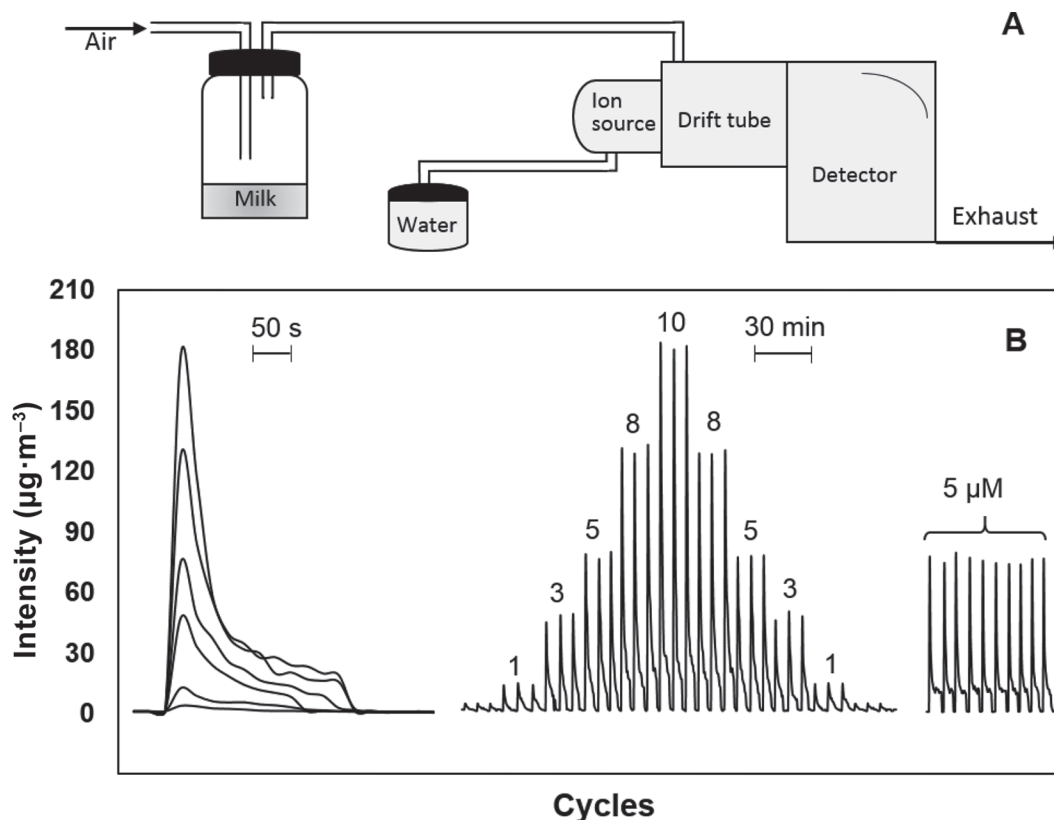 A
Air
Ion
source
Drift tube
Detector
Milk
Water
Exhaust
B
Intensity (µg·m⁻³)
210
180
150
120
90
60
30
0
50 s
30 min
1
3
5
8
10
8
5
3
1
5 µM
Cycles